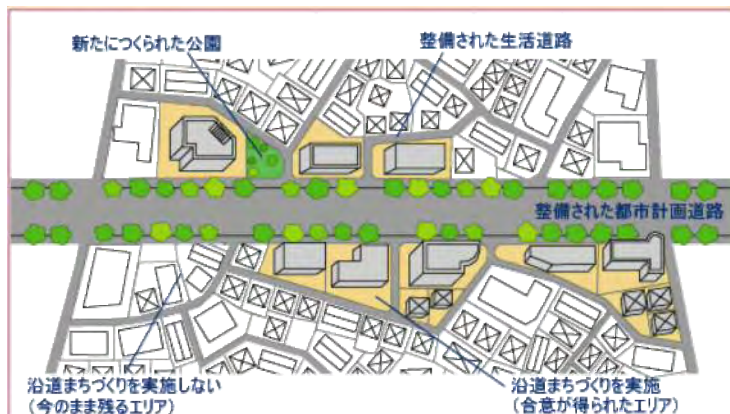 新たにつくられた公園
整備された生活道路
整備された都市計画道路
沿道まちづくりを実施しない
（今のまま残るエリア）
沿道まちづくりを実施
（合意が得られたエリア）